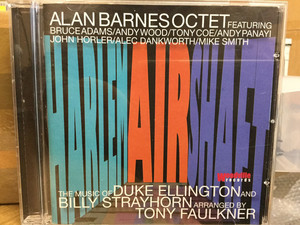 ALAN BARNES OCTET FEATURING
BRUCE ADAMS/ANDY WOOD/TONY COE/ANDY PANAYI
JOHN HORLER/ALEC DANKWORTH/MIKE SMITH
HARLEM AIR SHAFT
records
THE MUSIC OF DUKE ELLINGTON AND
BILLY STRAYHORN ARRANGED BY
TONY FAULKNER